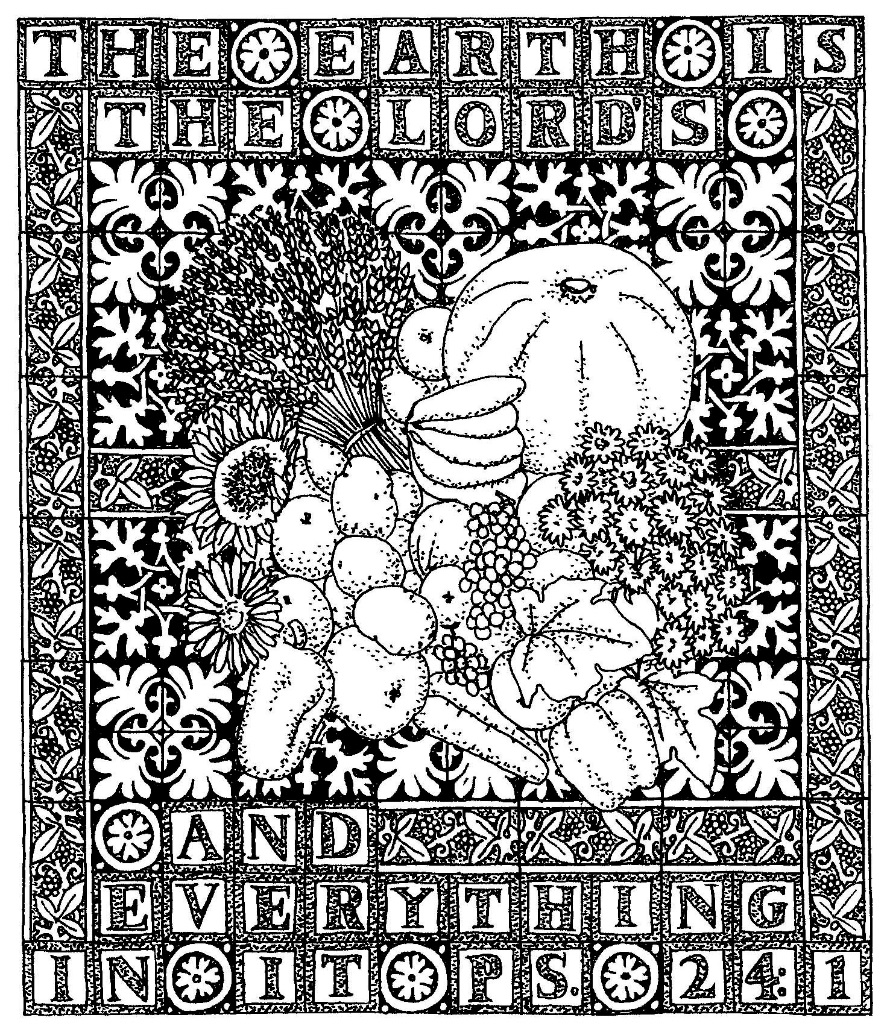 THE EARTH IS
THE LORD'S
AND
EVERYTHING
IN IT PS. 24:1